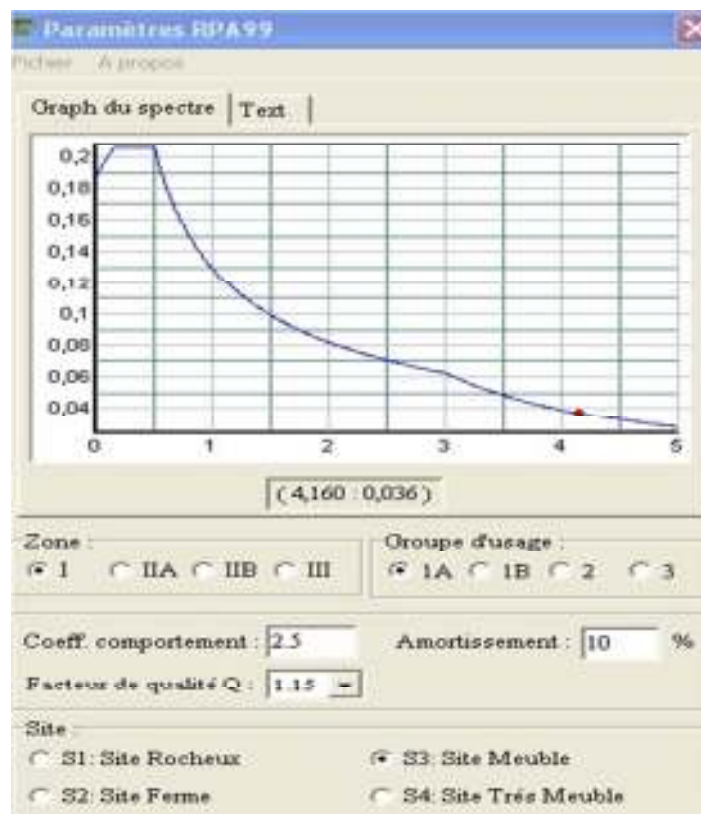 Paramètres RPA99
Fichier A propos
Graph du spectre Text
0,2
0,18
0,16
0,14
0,12
0,1
0,08
0,06
0,04
0 1 2 3 4 5
( 4,160 : 0,036 )
Zone : Groupe d'usage :
I IIA IIB III 1A 1B 2 3
Coeff. comportement : 2.5 Amortissement : 10 %
Facteur de qualité Q : 1.15
Site :
S1: Site Rocheux S3: Site Meuble
S2: Site Ferme S4: Site Trés Meuble